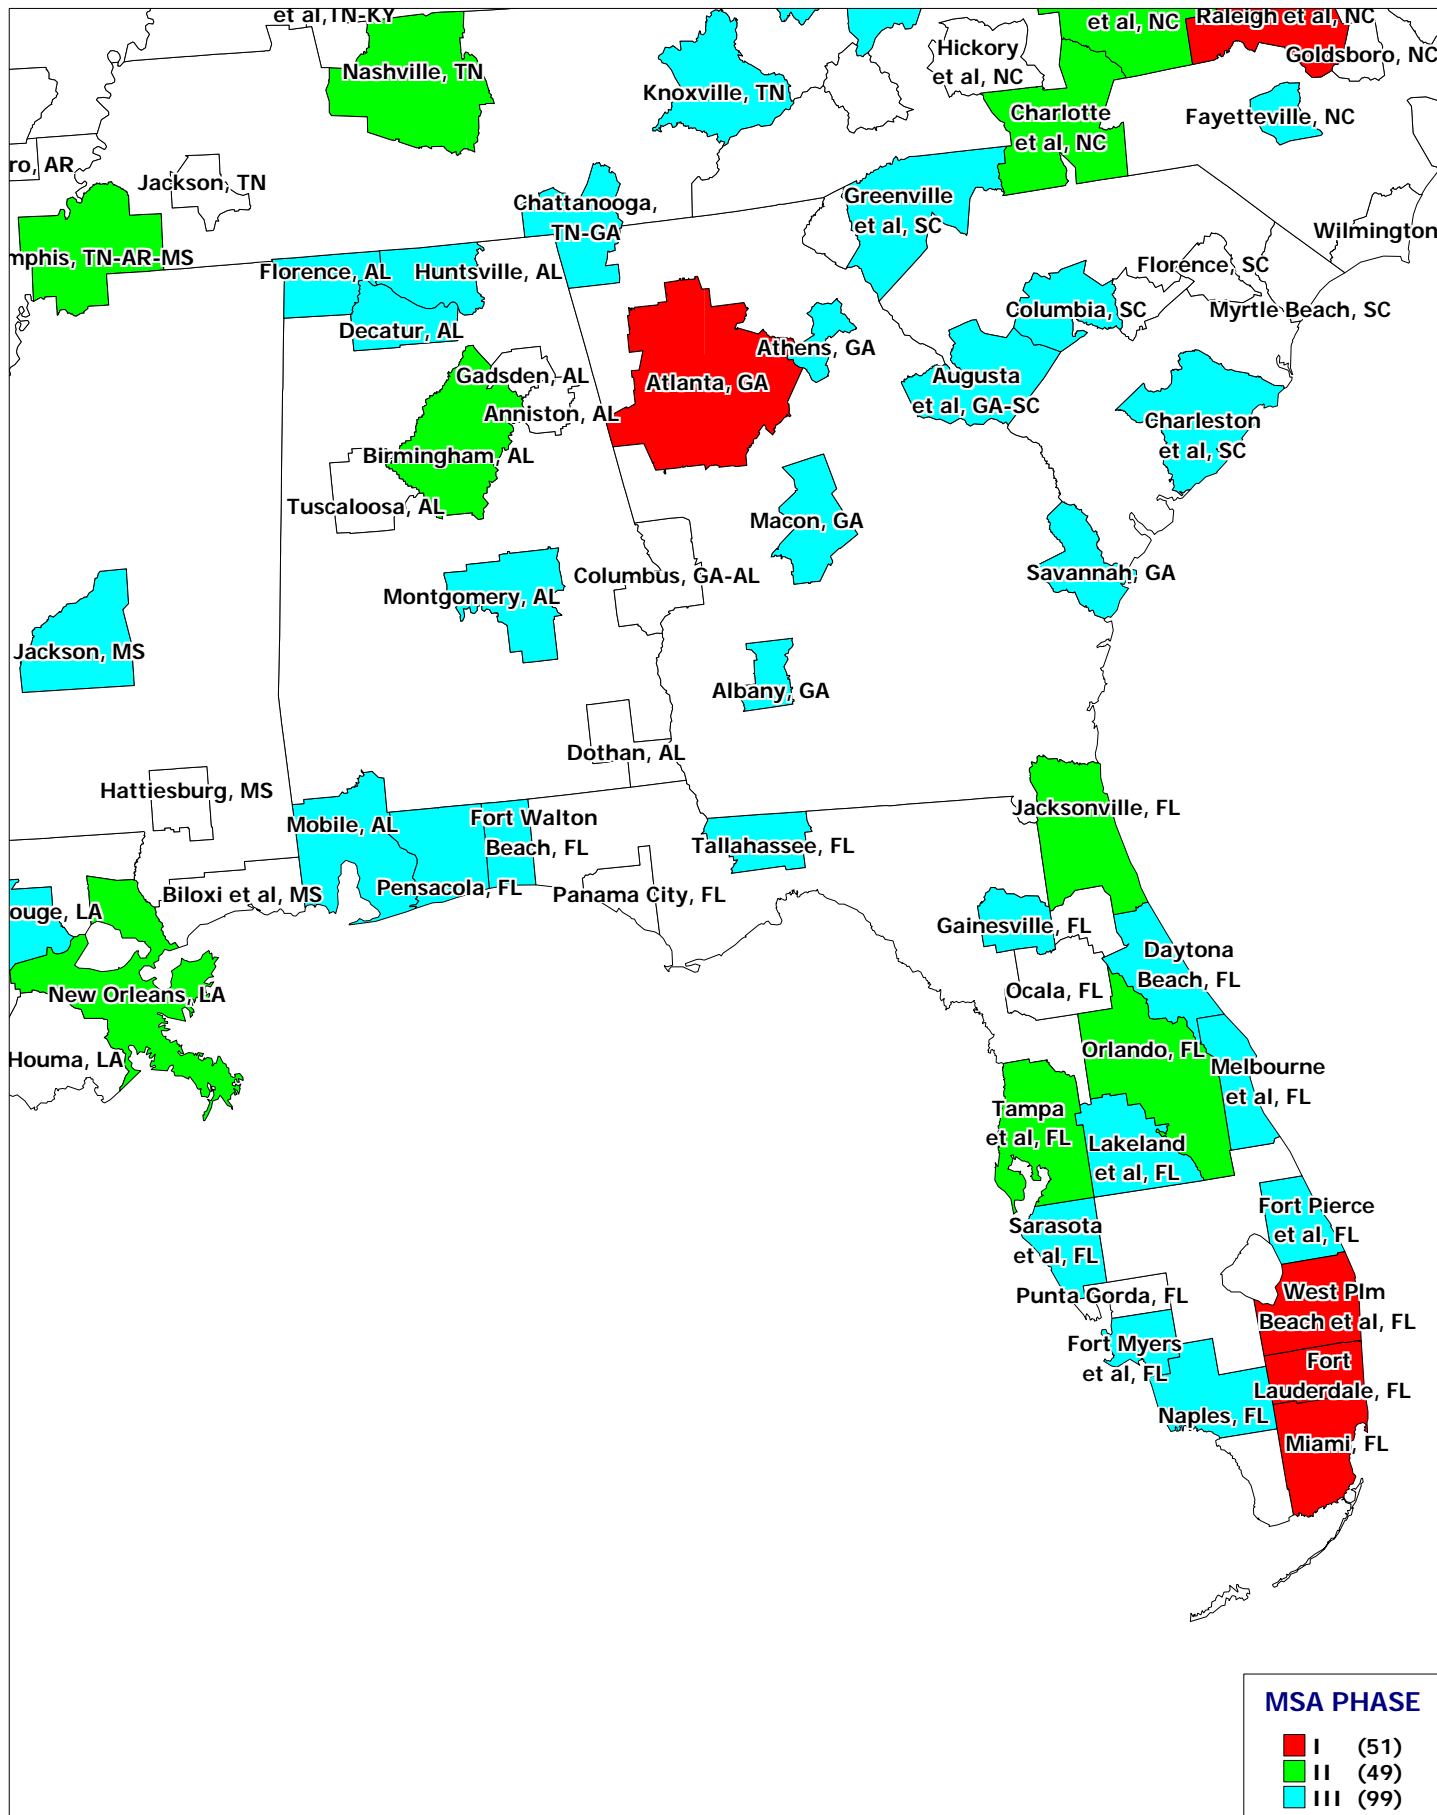 et al,TN-KY
et al, NC
Raleigh et al, NC
Hickory
et al, NC
Goldsboro, NC
Nashville, TN
Knoxville, TN
Charlotte
et al, NC
Fayetteville, NC
ro, AR
Jackson, TN
Chattanooga,
TN-GA
Greenville
et al, SC
Wilmington
mphis, TN-AR-MS
Florence, AL
Huntsville, AL
Florence, SC
Decatur, AL
Columbia, SC
Myrtle Beach, SC
Athens, GA
Gadsden, AL
Atlanta, GA
Augusta
et al, GA-SC
Anniston, AL
Charleston
et al, SC
Birmingham, AL
Tuscaloosa, AL
Macon, GA
Columbus, GA-AL
Savannah, GA
Montgomery, AL
Jackson, MS
Albany, GA
Dothan, AL
Hattiesburg, MS
Jacksonville, FL
Mobile, AL
Fort Walton
Beach, FL
Tallahassee, FL
Pensacola, FL
Biloxi et al, MS
Panama City, FL
ouge, LA
Gainesville, FL
Daytona
Beach, FL
New Orleans, LA
Ocala, FL
Houma, LA
Orlando, FL
Melbourne
et al, FL
Tampa
et al, FL
Lakeland
et al, FL
Fort Pierce
et al, FL
Sarasota
et al, FL
Punta Gorda, FL
West Plm
Beach et al, FL
Fort Myers
et al, FL
Fort
Lauderdale, FL
Naples, FL
Miami, FL
MSA PHASE
I (51)
II (49)
III (99)